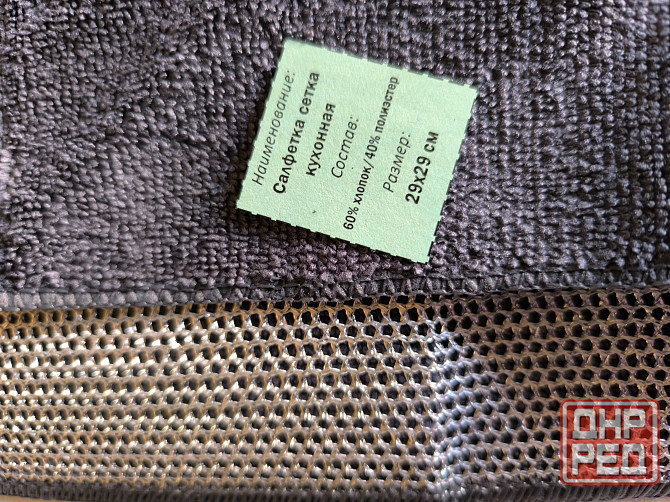 Наименование:
Салфетка сетка
кухонная
Состав:
60% хлопок/40% полиэстер
Размер:
29х29 см
ДНР
РЕД